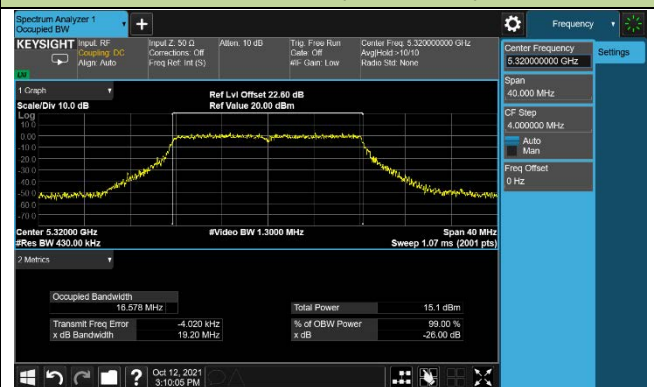 Spectrum Analyzer 1
Occupied BW
Frequency
KEYSIGHT
Input: RF
Coupling: DC
Align: Auto
Input Z: 50 Ω
Corrections: Off
Freq Ref: Int (S)
Atten: 10 dB
Trig: Free Run
Gate: Off
#IF Gain: Low
Center Freq: 5.320000000 GHz
Avg|Hold:>10/10
Radio Std: None
Center Frequency
5.320000000 GHz
Settings
Span
40.000 MHz
CF Step
4.000000 MHz
Auto
Man
Freq Offset
0 Hz
1 Graph
Scale/Div 10.0 dB
Ref Lvl Offset 22.60 dB
Ref Value 20.00 dBm
Log
10.0
0.00
-10.0
-20.0
-30.0
-40.0
-50.0
-60.0
-70.0
Center 5.32000 GHz
#Res BW 430.00 kHz
#Video BW 1.3000 MHz
Span 40 MHz
Sweep 1.07 ms (2001 pts)
2 Metrics
Occupied Bandwidth
16.578 MHz
Total Power 15.1 dBm
Transmit Freq Error -4.020 kHz
% of OBW Power 99.00 %
x dB Bandwidth 19.20 MHz
x dB -26.00 dB
Oct 12, 2021
3:10:05 PM